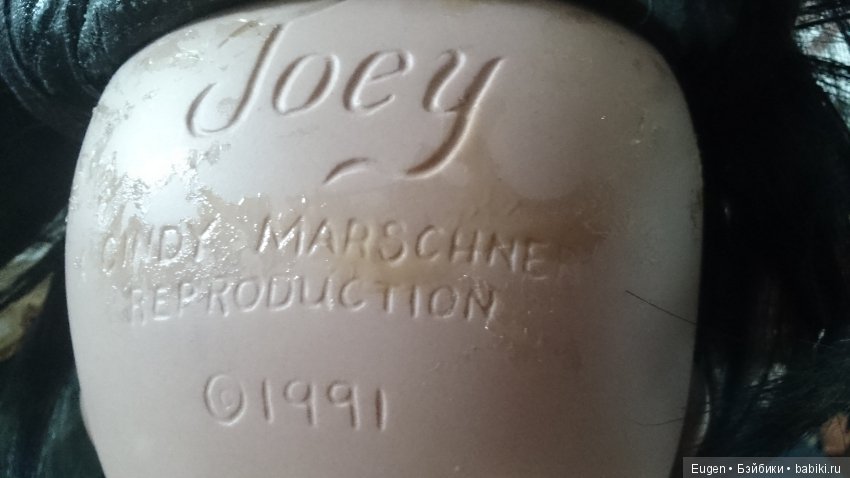 Joey
CINDY MARSCHNER
REPRODUCTION
©1991
Eugen • Бэйбики • babiki.ru